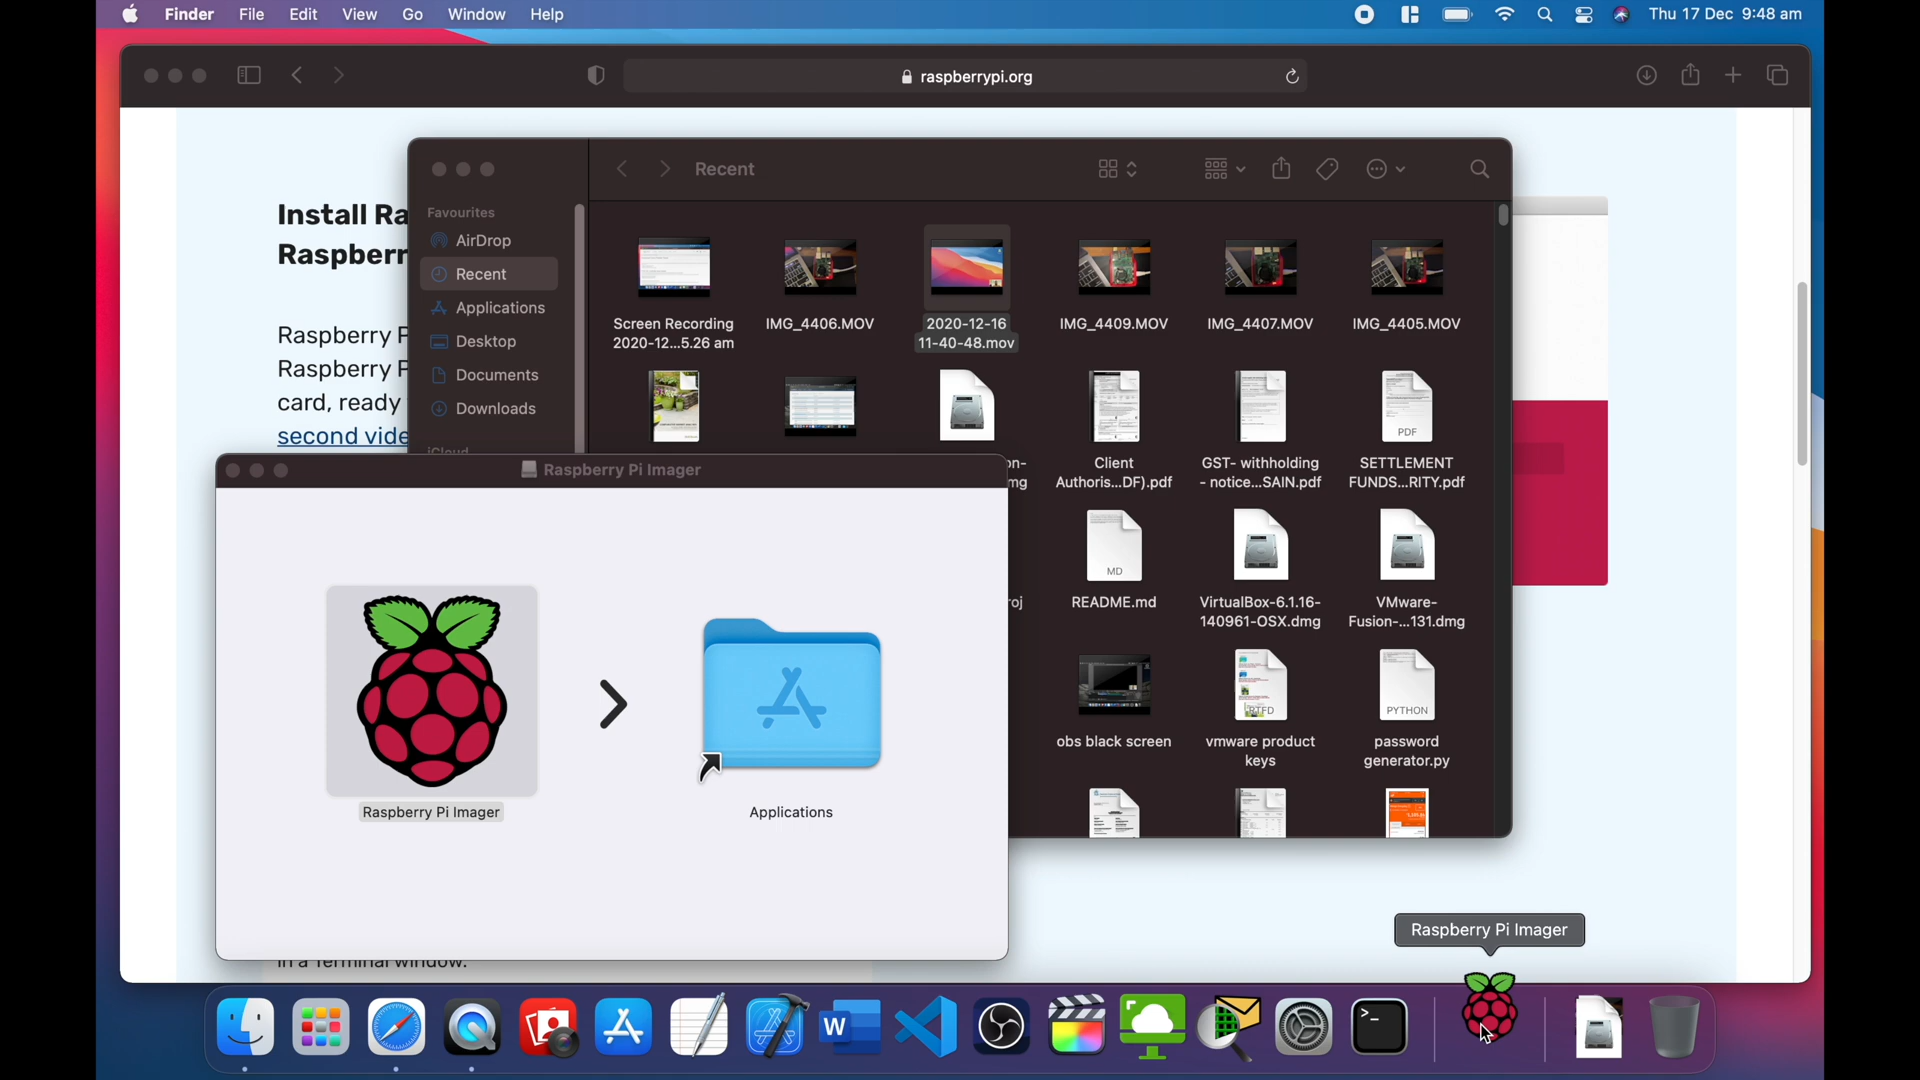 Finder File Edit View Go Window Help Thu 17 Dec 9:48 am
raspberrypi.org
Install Ra
Raspberr
Raspberry P
Raspberry P
card, ready
second vide
Recent
Favourites
AirDrop
Recent
Applications
Desktop
Documents
Downloads
iCloud
Screen Recording
2020-12...5.26 am
IMG_4406.MOV
2020-12-16
11-40-48.mov
IMG_4409.MOV
IMG_4407.MOV
IMG_4405.MOV
PDF
on-
mg
Client
Authoris...DF).pdf
GST- withholding
- notice...SAIN.pdf
SETTLEMENT
FUNDS...RITY.pdf
MD
roj
README.md
VirtualBox-6.1.16-
140961-OSX.dmg
VMware-
Fusion-...131.dmg
RTFD
PYTHON
obs black screen
vmware product
keys
password
generator.py
Raspberry Pi Imager
Raspberry Pi Imager
Applications
in a Terminal window.
Raspberry Pi Imager
W
>_